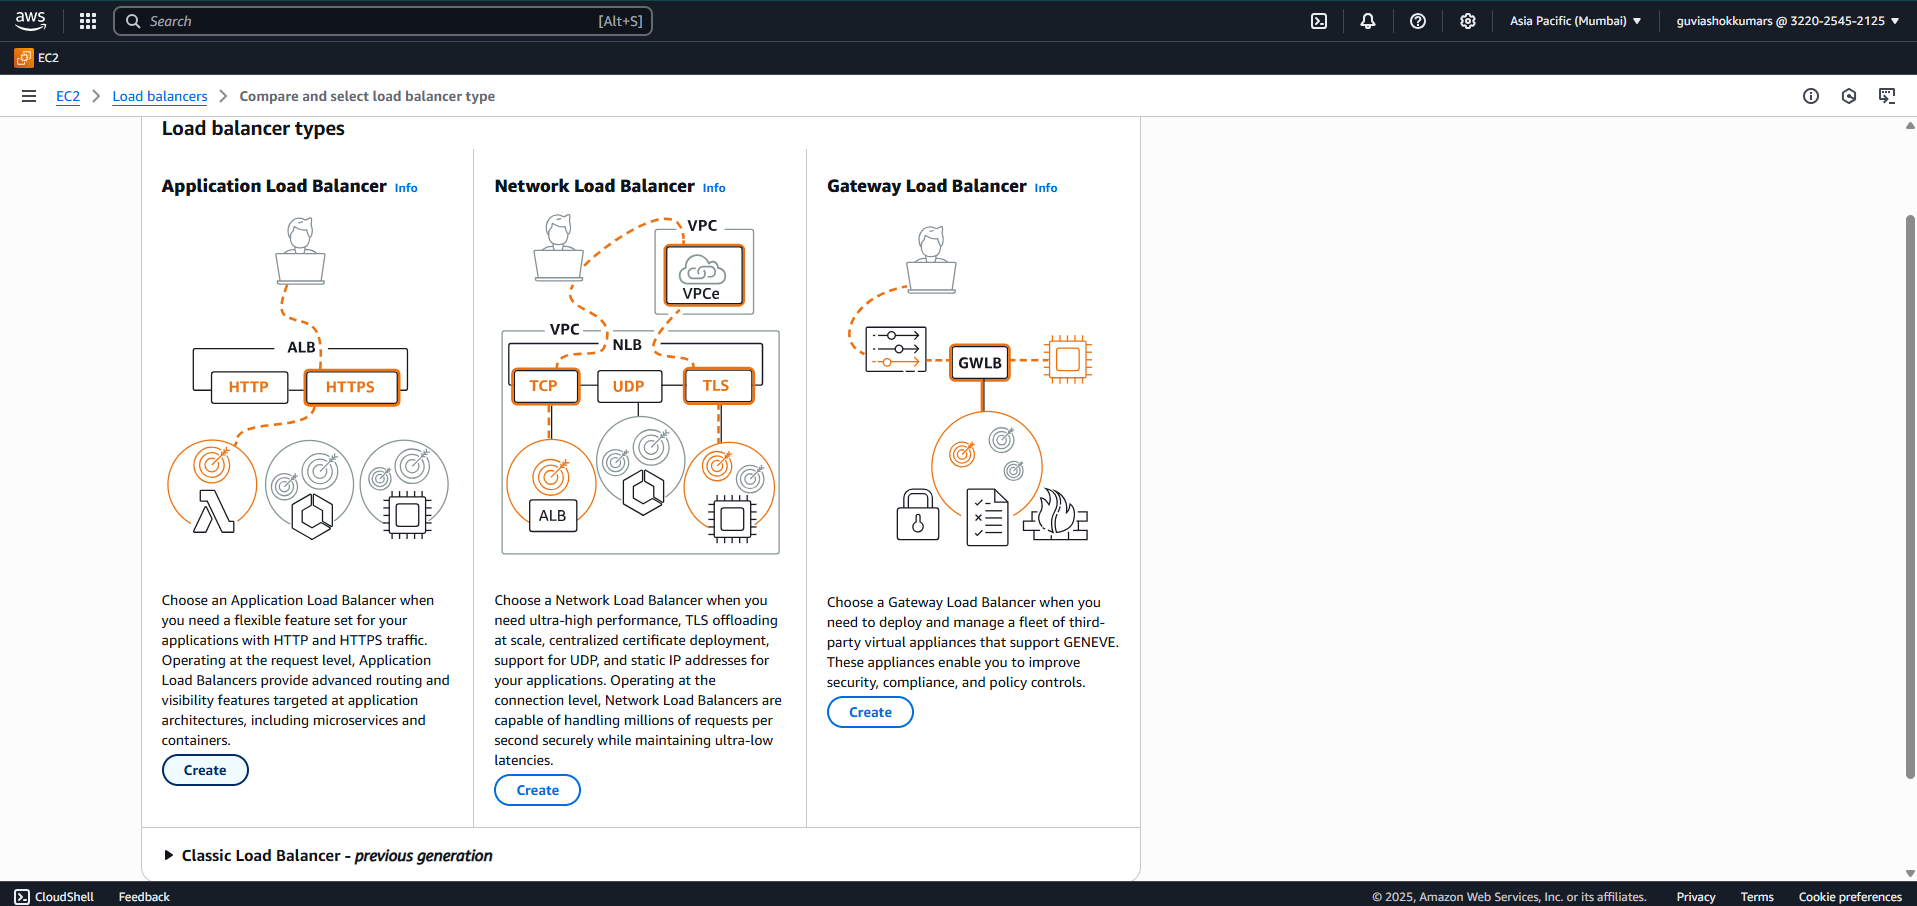 aws
Search
[Alt+S]
Asia Pacific (Mumbai)
guviashokkumars @ 3220-2545-2125
EC2
EC2
Load balancers
Compare and select load balancer type
Load balancer types
Application Load Balancer Info
ALB
HTTP
HTTPS
Choose an Application Load Balancer when
you need a flexible feature set for your
applications with HTTP and HTTPS traffic.
Operating at the request level, Application
Load Balancers provide advanced routing and
visibility features targeted at application
architectures, including microservices and
containers.
Create
Network Load Balancer Info
VPC
VPCe
VPC
NLB
TCP
UDP
TLS
ALB
Choose a Network Load Balancer when you
need ultra-high performance, TLS offloading
at scale, centralized certificate deployment,
support for UDP, and static IP addresses for
your applications. Operating at the
connection level, Network Load Balancers are
capable of handling millions of requests per
second securely while maintaining ultra-low
latencies.
Create
Gateway Load Balancer Info
GWLB
Choose a Gateway Load Balancer when you
need to deploy and manage a fleet of third-
party virtual appliances that support GENEVE.
These appliances enable you to improve
security, compliance, and policy controls.
Create
Classic Load Balancer - previous generation
CloudShell
Feedback
© 2025, Amazon Web Services, Inc. or its affiliates.
Privacy
Terms
Cookie preferences